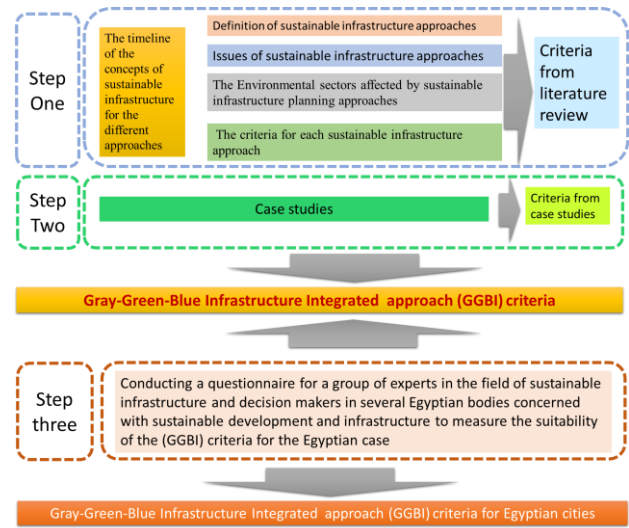 Step
One
The timeline
of the
concepts of
sustainable
infrastructure
for the
different
approaches
Definition of sustainable infrastructure approaches
Issues of sustainable infrastructure approaches
The Environmental sectors affected by sustainable
infrastructure planning approaches
The criteria for each sustainable infrastructure
approach
Criteria
from
literature
review
Step
Two
Case studies
Criteria from
case studies
Gray-Green-Blue Infrastructure Integrated approach (GGBI) criteria
Step
three
Conducting a questionnaire for a group of experts in the field of sustainable
infrastructure and decision makers in several Egyptian bodies concerned
with sustainable development and infrastructure to measure the suitability
of the (GGBI) criteria for the Egyptian case
Gray-Green-Blue Infrastructure Integrated approach (GGBI) criteria for Egyptian cities